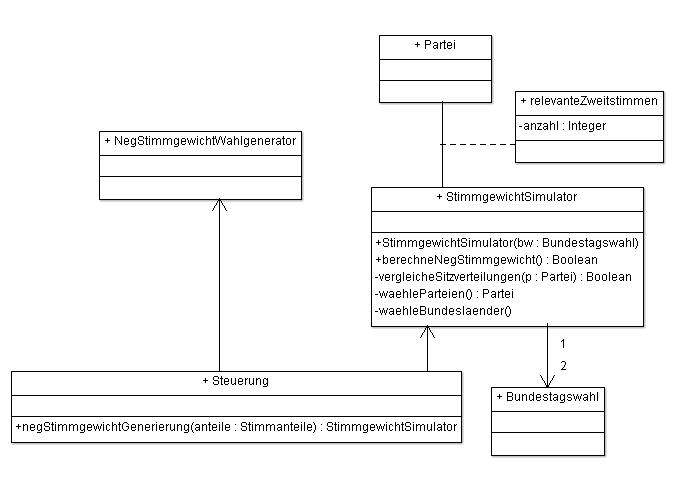 + Partei
+ relevanteZweitstimmen
-anzahl : Integer
+ NegStimmgewichtWahlgenerator
+ StimmgewichtSimulator
+StimmgewichtSimulator(bw : Bundestagswahl)
+berechneNegStimmgewicht() : Boolean
-vergleicheSitzverteilungen(p : Partei) : Boolean
-waehleParteien() : Partei
-waehleBundeslaender()
1
2
+ Steuerung
+negStimmgewichtGenerierung(anteile : Stimmanteile) : StimmgewichtSimulator
+ Bundestagswahl